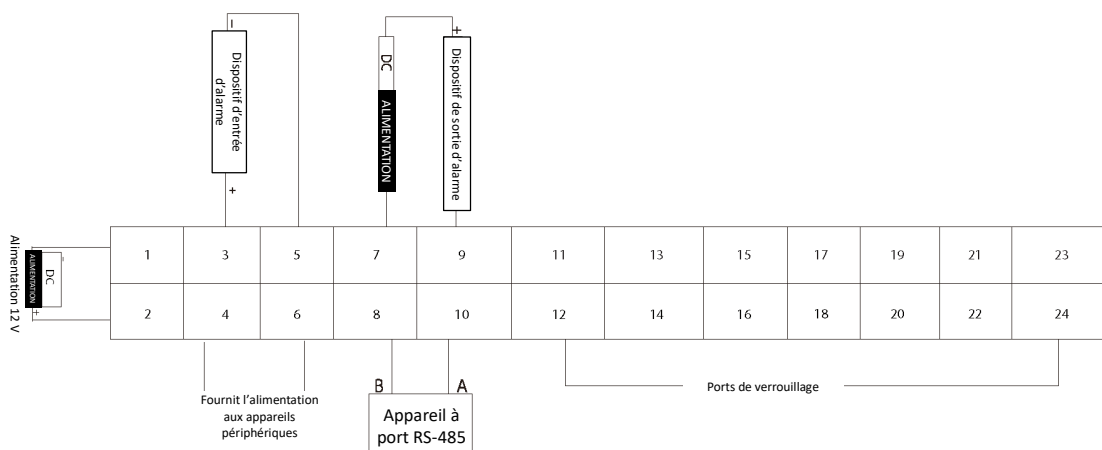 Dispositif d'entrée
d'alarme
–
+
DC
ALIMENTATION
+
Dispositif de sortie d'alarme
Alimentation 12 V
ALIMENTATION
DC
-
+
1 3 5 7 9 11 13 15 17 19 21 23
2 4 6 8 10 12 14 16 18 20 22 24
Fournit l'alimentation
aux appareils
périphériques
B A
Appareil à
port RS-485
Ports de verrouillage